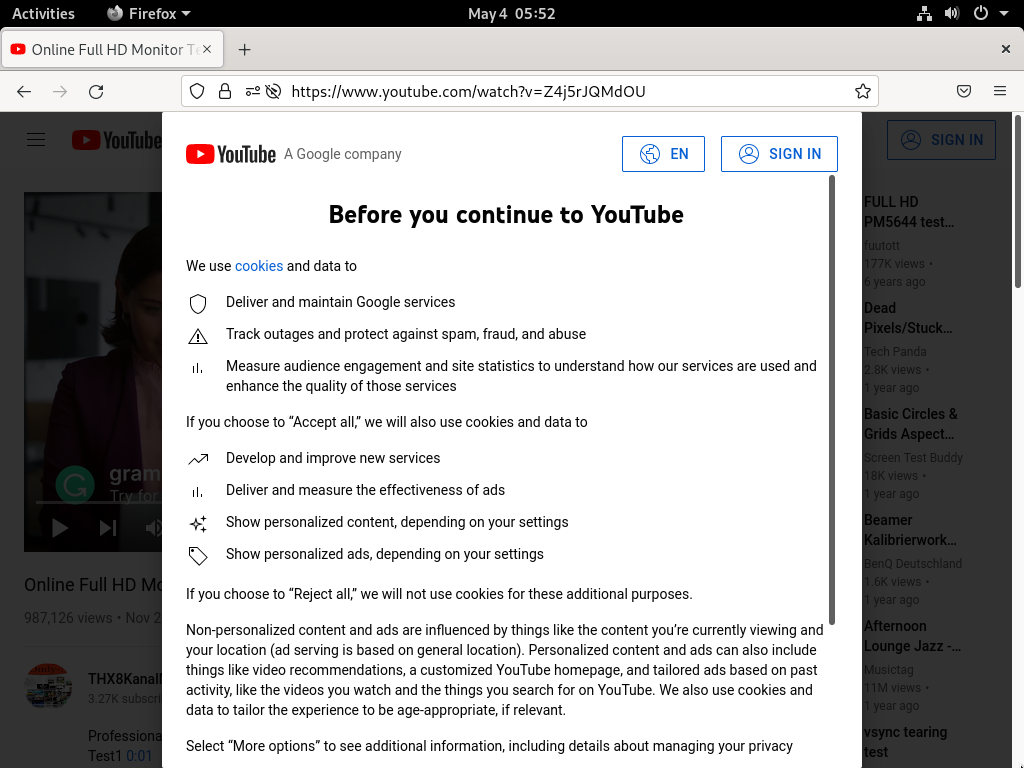 Activities
Firefox
May 4 05:52
Online Full HD Monitor Te
https://www.youtube.com/watch?v=Z4j5rJQMdOU
YouTube
SIGN IN
YouTube
A Google company
EN
SIGN IN
Before you continue to YouTube
We use cookies and data to
Deliver and maintain Google services
Track outages and protect against spam, fraud, and abuse
Measure audience engagement and site statistics to understand how our services are used and
enhance the quality of those services
If you choose to “Accept all,” we will also use cookies and data to
Develop and improve new services
Deliver and measure the effectiveness of ads
Show personalized content, depending on your settings
Show personalized ads, depending on your settings
If you choose to “Reject all,” we will not use cookies for these additional purposes.
Non-personalized content and ads are influenced by things like the content you’re currently viewing and
your location (ad serving is based on general location). Personalized content and ads can also include
things like video recommendations, a customized YouTube homepage, and tailored ads based on past
activity, like the videos you watch and the things you search for on YouTube. We also use cookies and
data to tailor the experience to be age-appropriate, if relevant.
Select “More options” to see additional information, including details about managing your privacy
G
gram
Try for
Online Full HD Mo
987,126 views • Nov 2
THX8KanalF
3.27K subscri
Professiona
Test1 0:01
FULL HD
PM5644 test…
fuutott
177K views •
6 years ago
Dead
Pixels/Stuck…
Tech Panda
2.8K views •
1 year ago
Basic Circles &
Grids Aspect…
Screen Test Buddy
18K views •
1 year ago
Beamer
Kalibrierwork…
BenQ Deutschland
1.6K views •
1 year ago
Afternoon
Lounge Jazz -…
Musictag
11M views •
1 year ago
vsync tearing
test